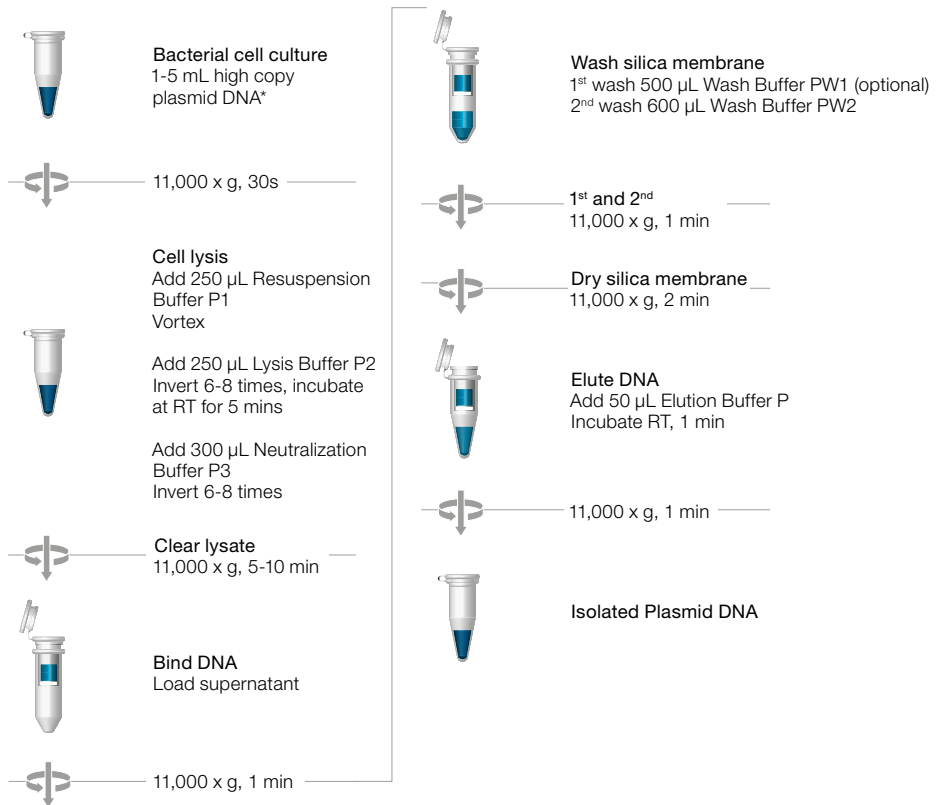 Bacterial cell culture
1-5 mL high copy
plasmid DNA*
11,000 x g, 30s
Cell lysis
Add 250 µL Resuspension
Buffer P1
Vortex
Add 250 µL Lysis Buffer P2
Invert 6-8 times, incubate
at RT for 5 mins
Add 300 µL Neutralization
Buffer P3
Invert 6-8 times
Clear lysate
11,000 x g, 5-10 min
Bind DNA
Load supernatant
11,000 x g, 1 min
Wash silica membrane
1st wash 500 µL Wash Buffer PW1 (optional)
2nd wash 600 µL Wash Buffer PW2
1st and 2nd
11,000 x g, 1 min
Dry silica membrane
11,000 x g, 2 min
Elute DNA
Add 50 µL Elution Buffer P
Incubate RT, 1 min
11,000 x g, 1 min
Isolated Plasmid DNA